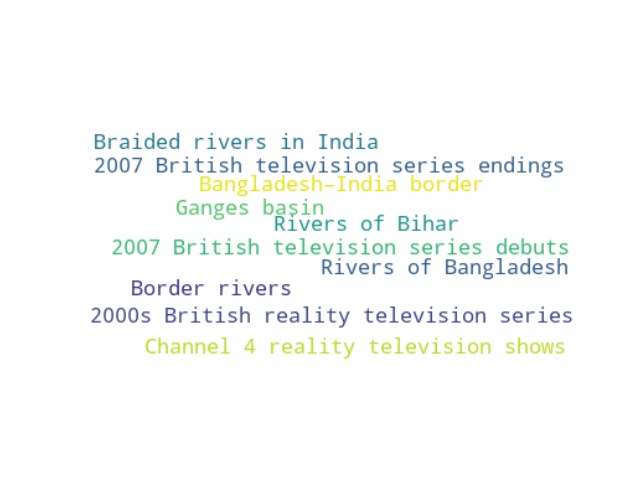 Braided rivers in India
2007 British television series endings
Bangladesh–India border
Ganges basin
Rivers of Bihar
2007 British television series debuts
Rivers of Bangladesh
Border rivers
2000s British reality television series
Channel 4 reality television shows